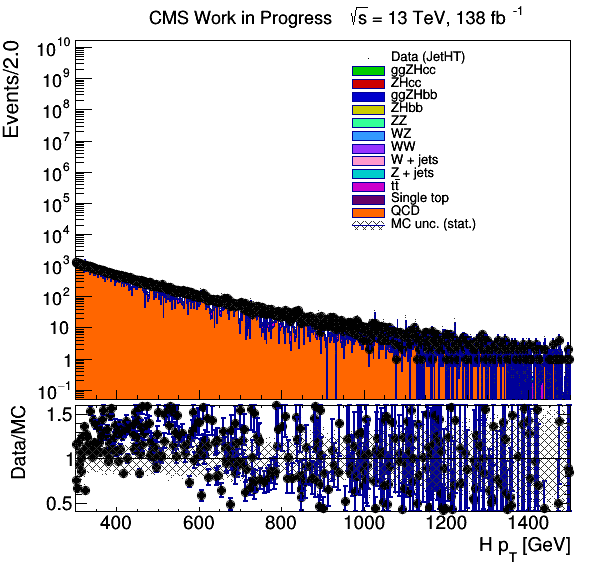 CMS Work in Progress √s = 13 TeV, 138 fb⁻¹
Events/2.0
10¹⁰
10⁹
10⁸
10⁷
10⁶
10⁵
10⁴
10³
10²
10
1
10⁻¹
Data (JetHT)
ggZHcc
ZHcc
ggZHbb
ZHbb
ZZ
WZ
WW
W + jets
Z + jets
tt̄
Single top
QCD
MC unc. (stat.)
Data/MC
1.5
1
0.5
400 600 800 1000 1200 1400
H p_T [GeV]